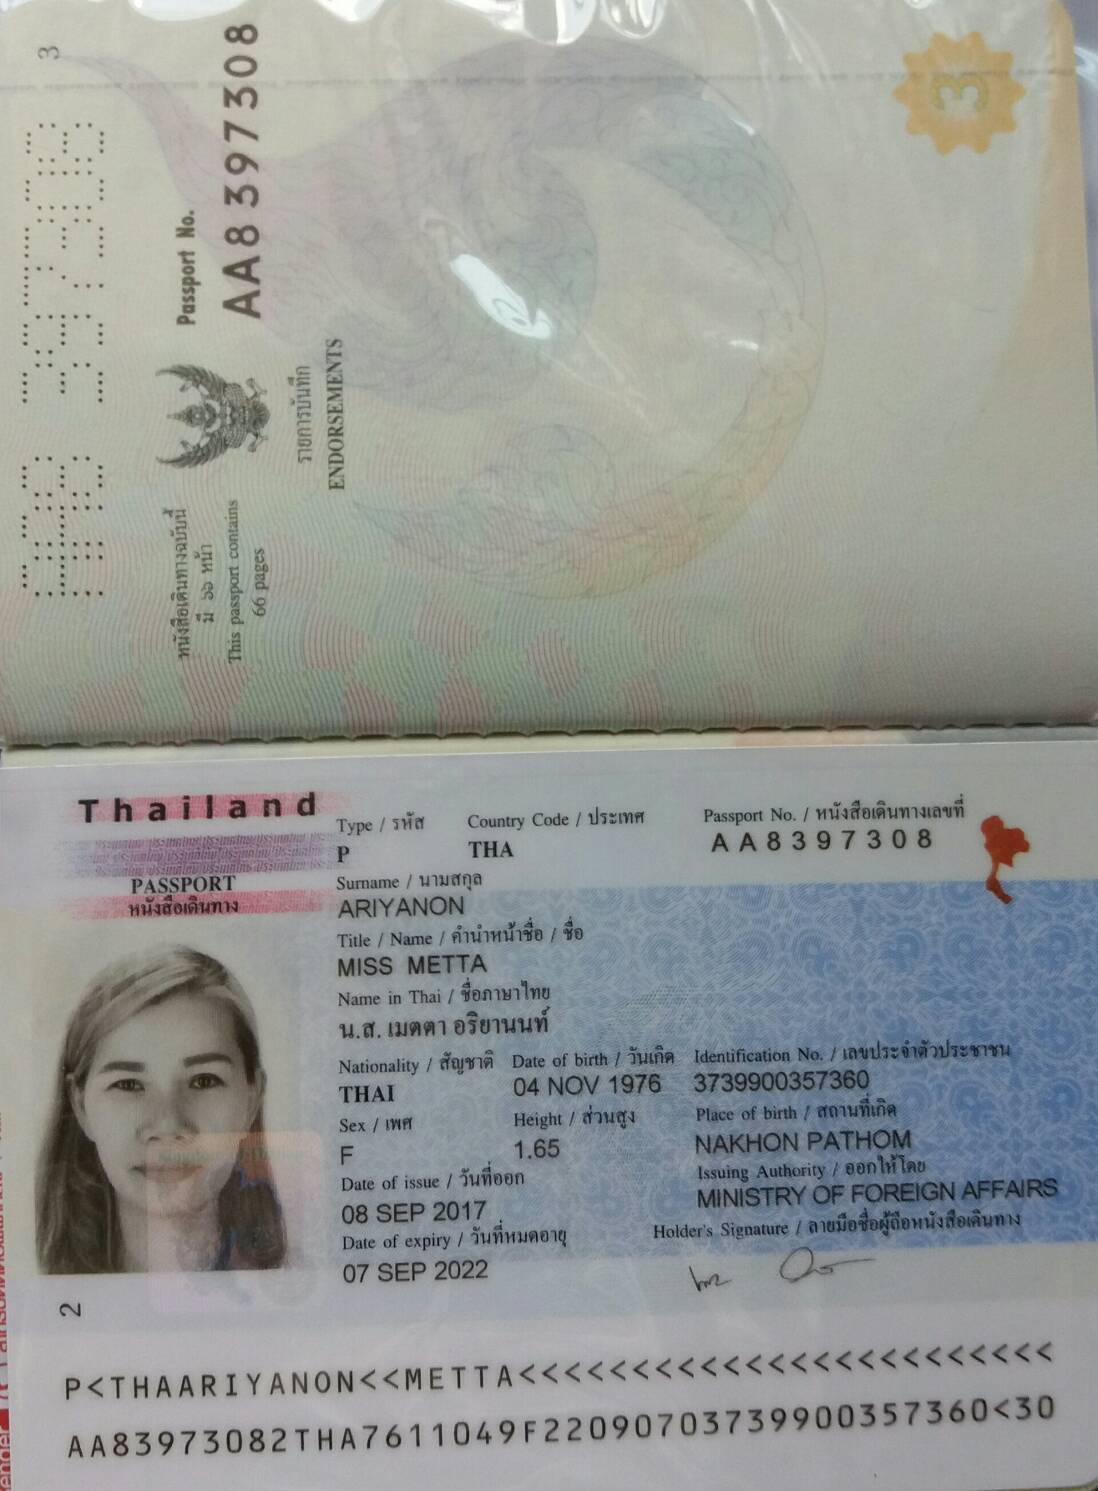 3
AA8397308
หนังสือเดินทางฉบับนี้
มี ๖๖ หน้า
This passport contains
66 pages
Passport No.
AA8397308
รายการบันทึก
ENDORSEMENTS
3
Thailand
PASSPORT
หนังสือเดินทาง
Type / รหัส
P
Country Code / ประเทศ
THA
Passport No. / หนังสือเดินทางเลขที่
AA8397308
Surname / นามสกุล
ARIYANON
Title / Name / คำนำหน้าชื่อ / ชื่อ
MISS METTA
Name in Thai / ชื่อภาษาไทย
น.ส. เมตตา อริยานนท์
Nationality / สัญชาติ
THAI
Date of birth / วันเกิด
04 NOV 1976
Identification No. / เลขประจำตัวประชาชน
3739900357360
Sex / เพศ
F
Height / ส่วนสูง
1.65
Place of birth / สถานที่เกิด
NAKHON PATHOM
Date of issue / วันที่ออก
08 SEP 2017
Issuing Authority / ออกให้โดย
MINISTRY OF FOREIGN AFFAIRS
Date of expiry / วันที่หมดอายุ
07 SEP 2022
Holder's Signature / ลายมือชื่อผู้ถือหนังสือเดินทาง
2
P<THAARIYANON<<METTA<<<<<<<<<<<<<<<<<<<<<<<<
AA83973082THA7611049F22090703739900357360<30